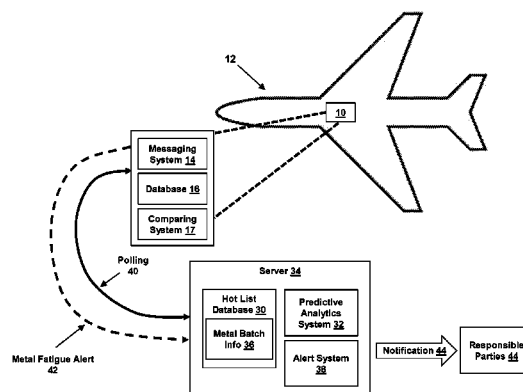 12
10
Messaging
System 14
Database 16
Comparing
System 17
Polling
40
Metal Fatigue Alert
42
Server 34
Hot List
Database 30
Metal Batch
Info 36
Predictive
Analytics
System 32
Alert System
38
Notification 44
Responsible
Parties 44